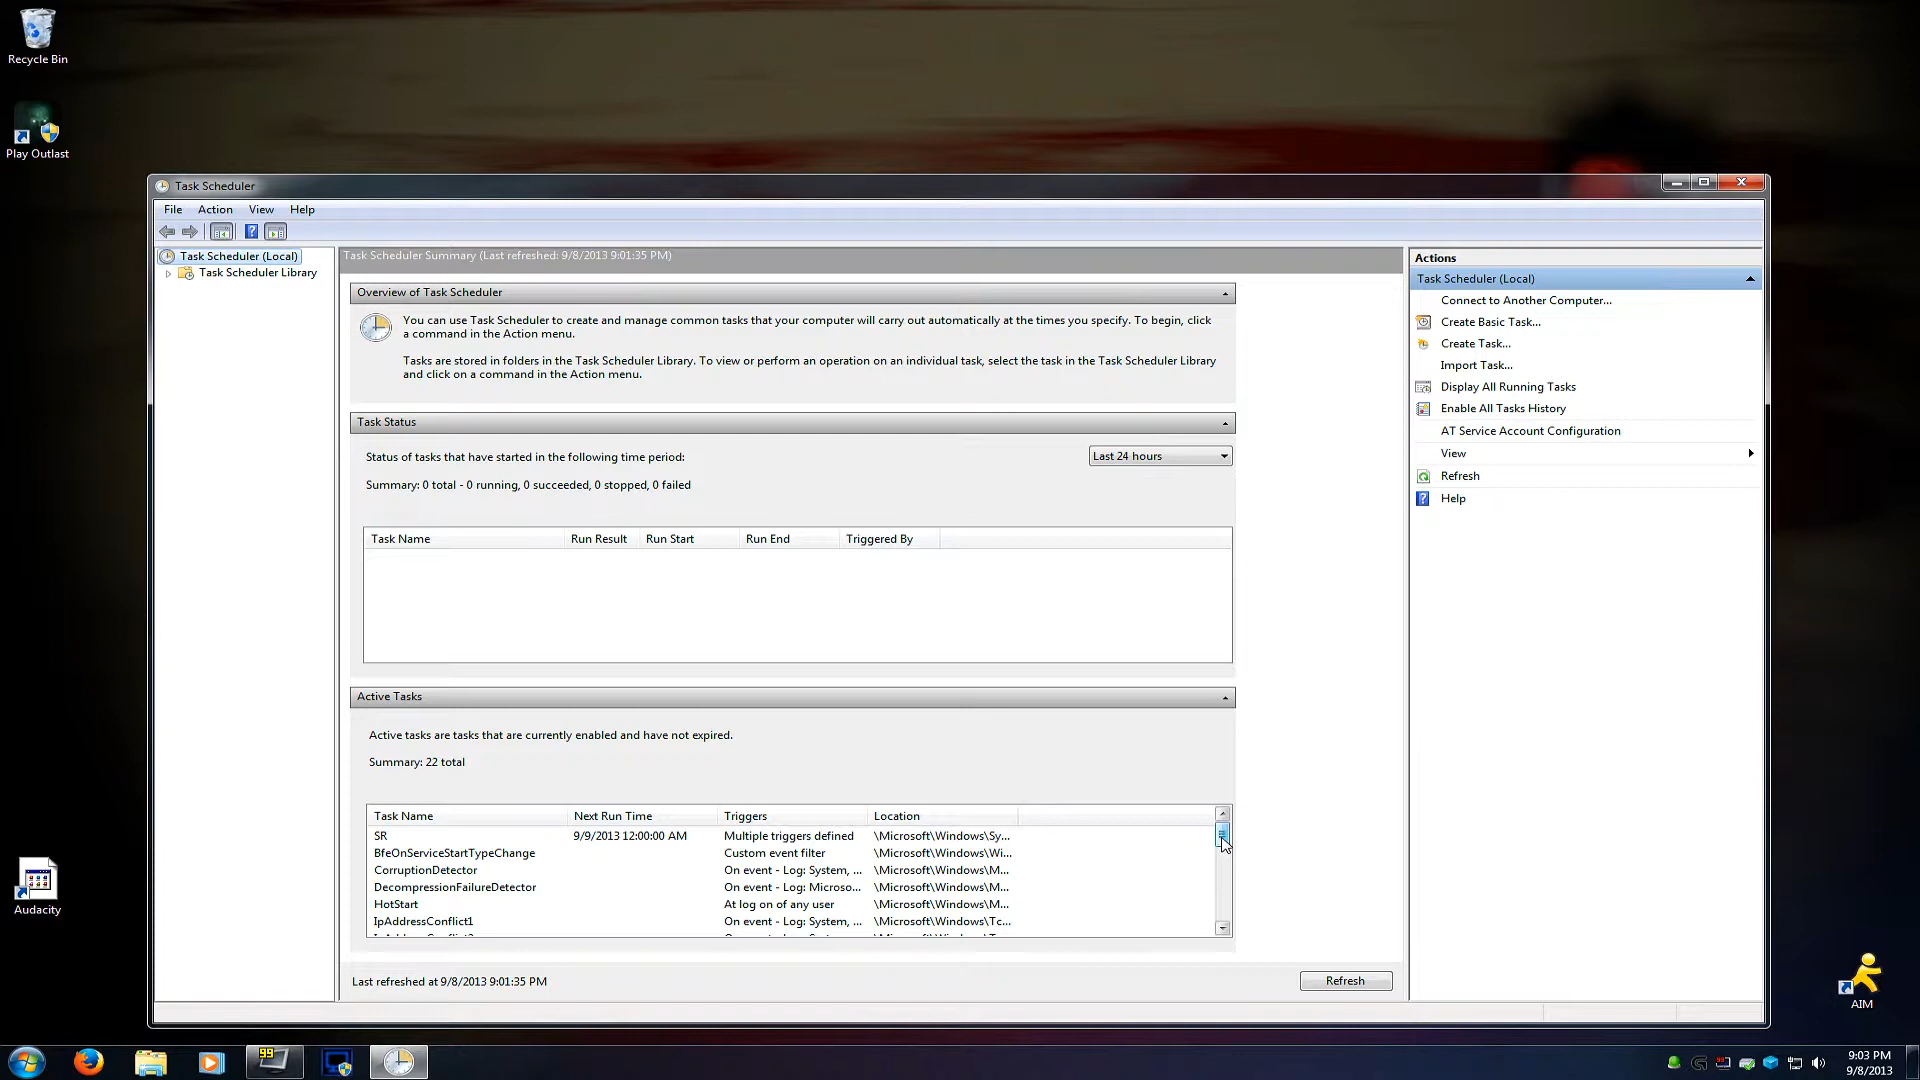 Recycle Bin
Play Outlast
Task Scheduler
File Action View Help
Task Scheduler (Local)
Task Scheduler Library
Task Scheduler Summary (Last refreshed: 9/8/2013 9:01:35 PM)
Overview of Task Scheduler
You can use Task Scheduler to create and manage common tasks that your computer will carry out automatically at the times you specify. To begin, click
a command in the Action menu.
Tasks are stored in folders in the Task Scheduler Library. To view or perform an operation on an individual task, select the task in the Task Scheduler Library
and click on a command in the Action menu.
Task Status
Status of tasks that have started in the following time period:
Last 24 hours
Summary: 0 total - 0 running, 0 succeeded, 0 stopped, 0 failed
Task Name Run Result Run Start Run End Triggered By
Active Tasks
Active tasks are tasks that are currently enabled and have not expired.
Summary: 22 total
Task Name Next Run Time Triggers Location
SR 9/9/2013 12:00:00 AM Multiple triggers defined \Microsoft\Windows\Sy...
BfeOnServiceStartTypeChange Custom event filter \Microsoft\Windows\Wi...
CorruptionDetector On event - Log: System, ... \Microsoft\Windows\M...
DecompressionFailureDetector On event - Log: Microso... \Microsoft\Windows\M...
HotStart At log on of any user \Microsoft\Windows\M...
IpAddressConflict1 On event - Log: System, ... \Microsoft\Windows\Tc...
Last refreshed at 9/8/2013 9:01:35 PM
Refresh
Actions
Task Scheduler (Local)
Connect to Another Computer...
Create Basic Task...
Create Task...
Import Task...
Display All Running Tasks
Enable All Tasks History
AT Service Account Configuration
View
Refresh
Help
Audacity
AIM
99
9:03 PM
9/8/2013